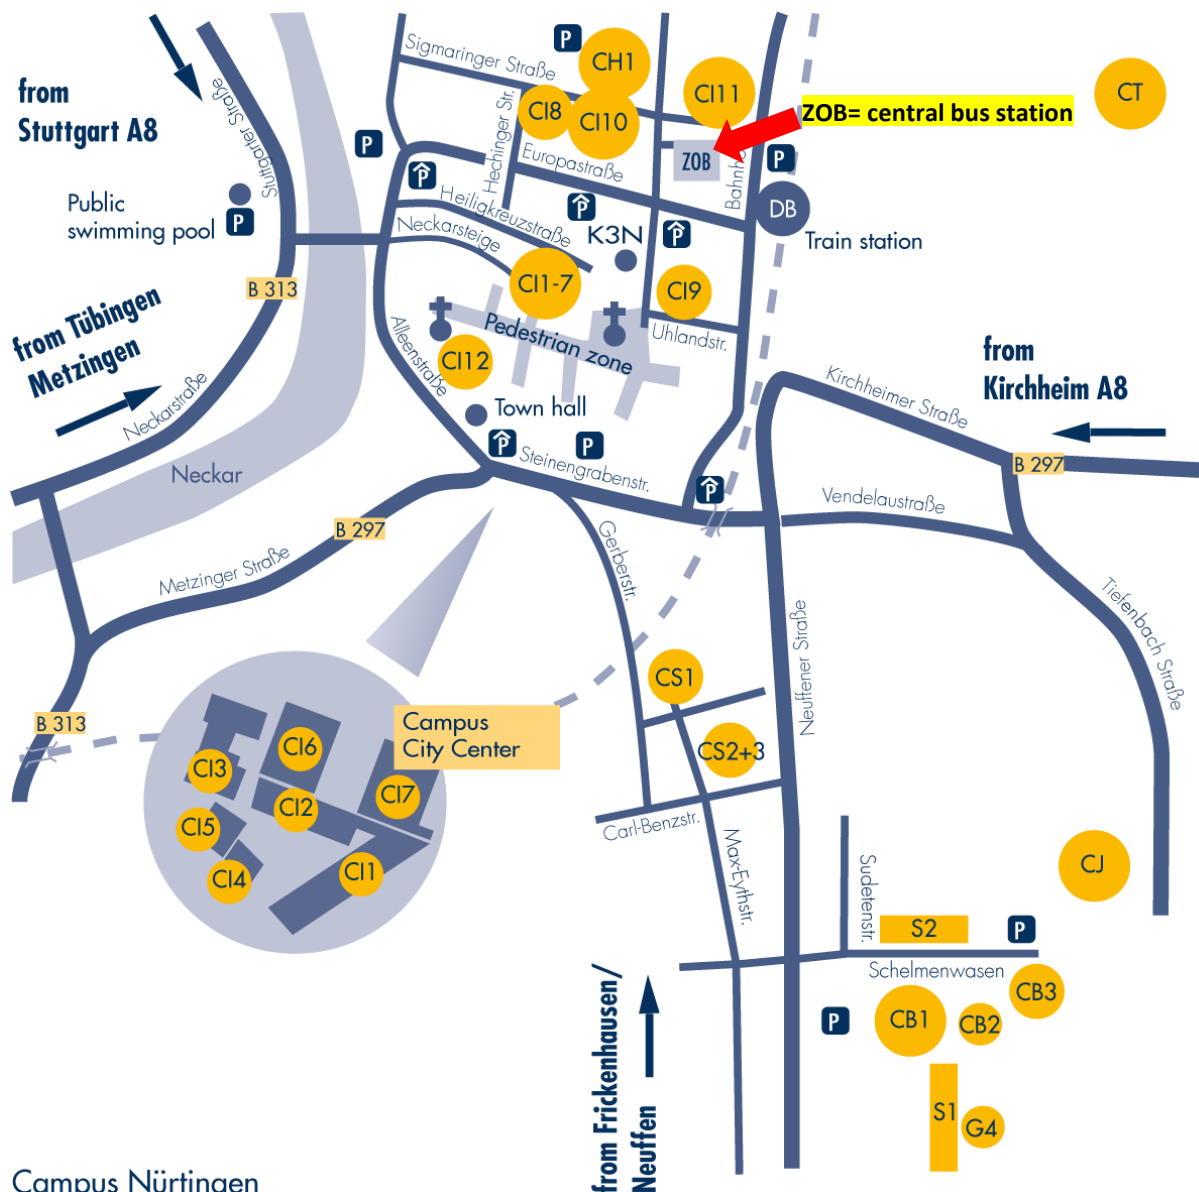 from
Stuttgart A8
Stuttgarter Straße
Sigmaringer Straße
P
CH1
CI11
CT
CI8
CI10
ZOB= central bus station
Hechinger Str.
Europastraße
ZOB
P
P
P
DB
Train station
Public
swimming pool
P
P
Heiligkreuzstraße
Neckarsteige
P
K3N
P
CI1-7
CI9
B 313
from Tübingen
Metzingen
Neckarstraße
Alleenstraße
Pedestrian zone
Uhlandstr.
CI12
Town hall
from
Kirchheim A8
Kirchheimer Straße
B 297
Neckar
P
P
Steinengrabenstr.
P
Vendelaustraße
B 297
Metzinger Straße
Gerberstr.
Neuffener Straße
Tiefenbach Straße
CS1
CS2+3
B 313
Campus
City Center
CI6
CI3
CI7
CI2
CI5
CI4
CI1
Carl-Benzstr.
Max-Eythstr.
Sudetenstr.
CJ
S2
P
Schelmenwasen
CB3
P
CB1
CB2
S1
G4
from Frickenhausen/
Neuffen
Campus Nürtingen